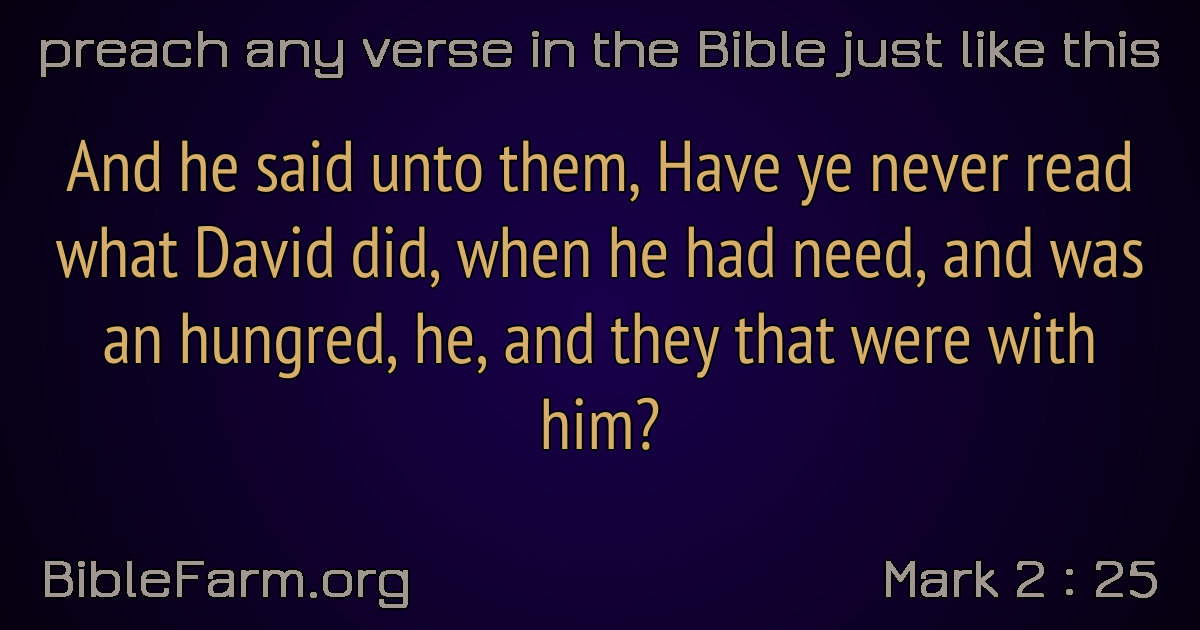 preach any verse in the Bible just like this
And he said unto them, Have ye never read
what David did, when he had need, and was
an hungred, he, and they that were with
him?
BibleFarm.org
Mark 2 : 25